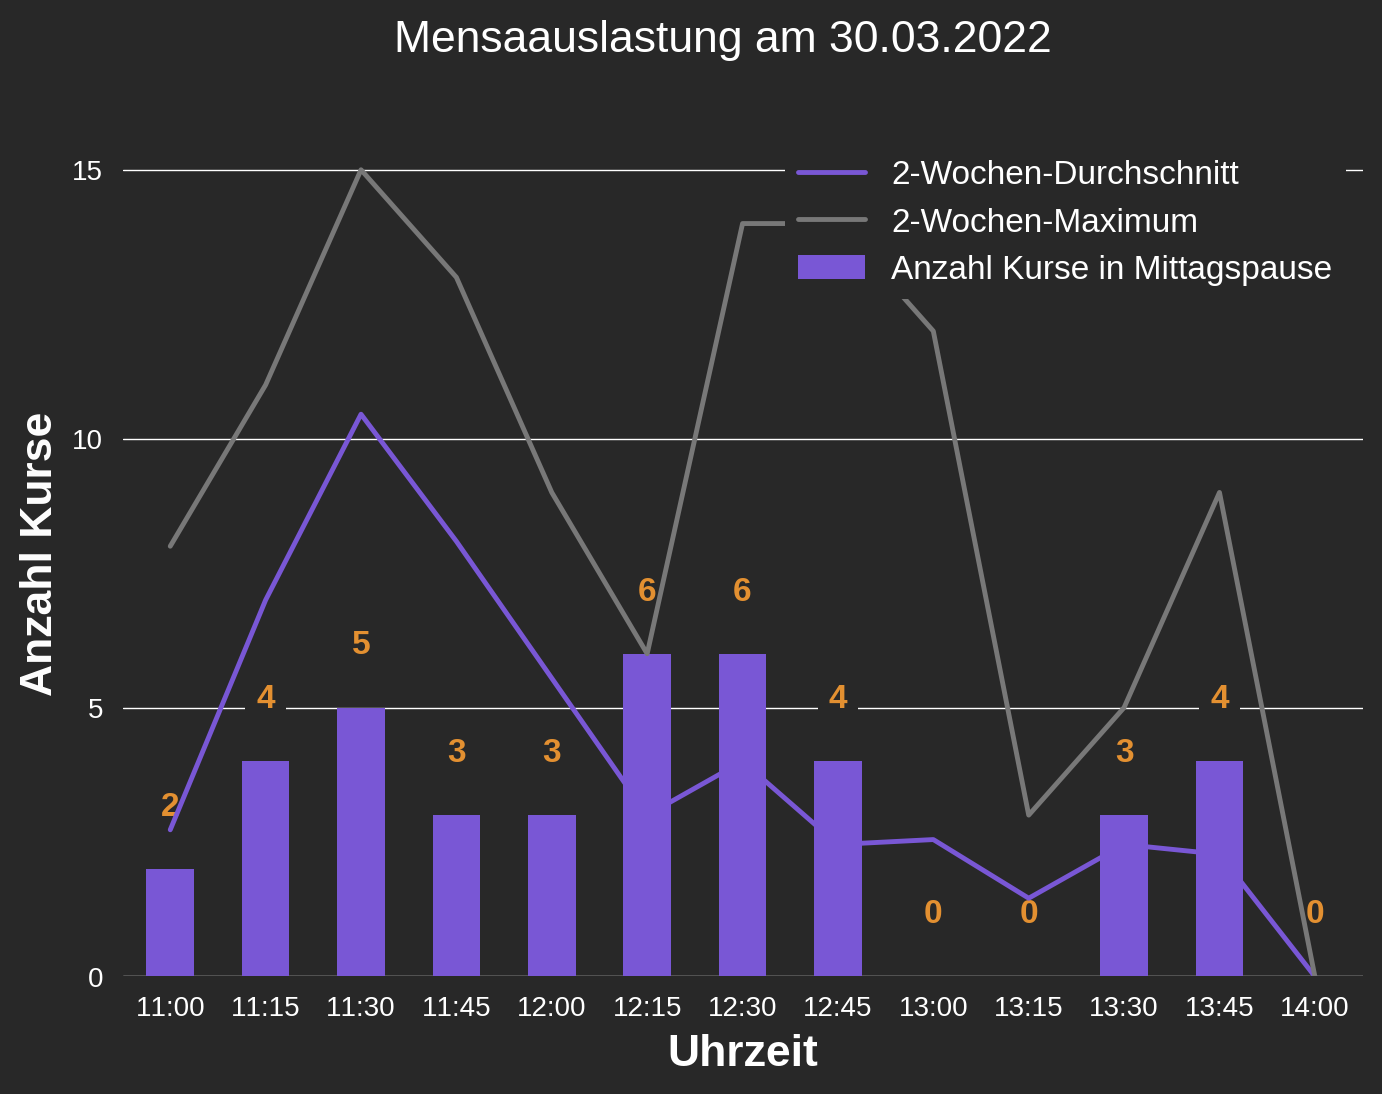 Mensaauslastung am 30.03.2022
2-Wochen-Durchschnitt
2-Wochen-Maximum
Anzahl Kurse in Mittagspause
Anzahl Kurse
15
10
5
0
2
4
5
3
3
6
6
4
0
0
3
4
0
11:00 11:15 11:30 11:45 12:00 12:15 12:30 12:45 13:00 13:15 13:30 13:45 14:00
Uhrzeit